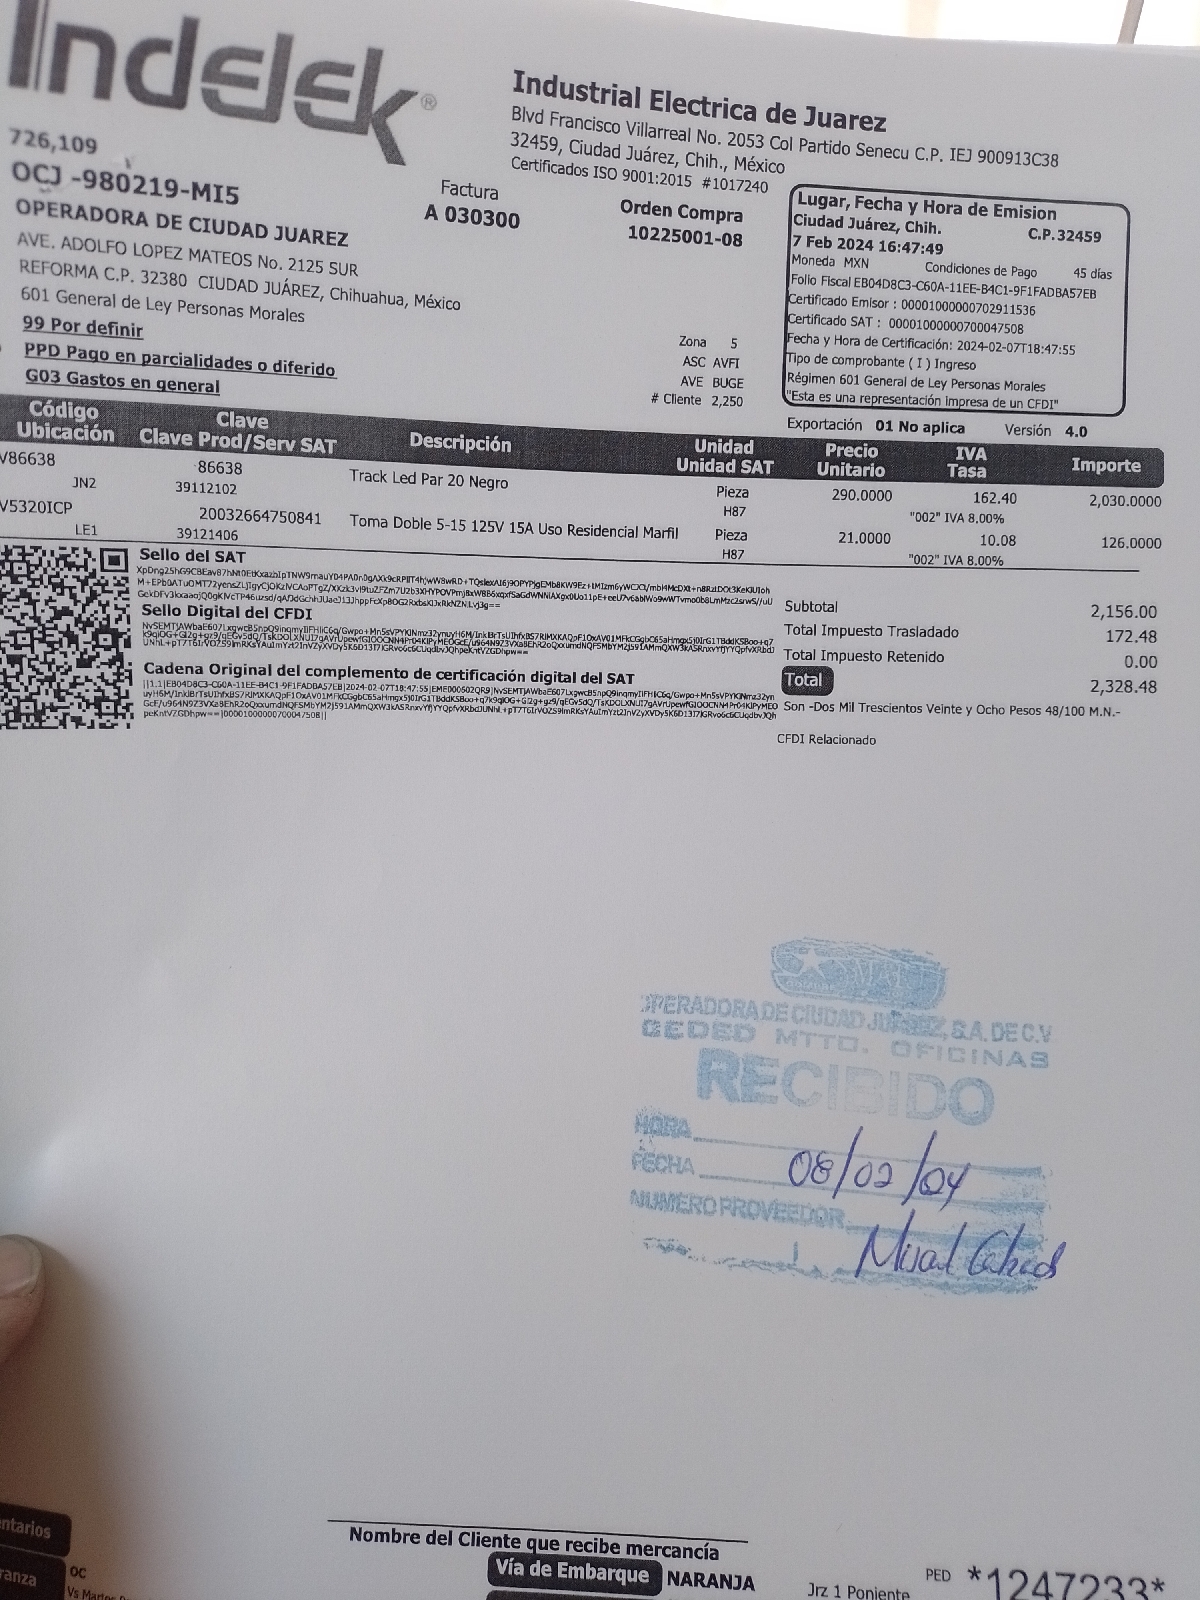 Indelek®
Industrial Electrica de Juarez
Blvd Francisco Villarreal No. 2053 Col Partido Senecu C.P. IEJ 900913C38
32459, Ciudad Juárez, Chih., México
Certificados ISO 9001:2015 #1017240
726,109
OCJ -980219-MI5
OPERADORA DE CIUDAD JUAREZ
AVE. ADOLFO LOPEZ MATEOS No. 2125 SUR
REFORMA C.P. 32380 CIUDAD JUÁREZ, Chihuahua, México
601 General de Ley Personas Morales
99 Por definir
PPD Pago en parcialidades o diferido
G03 Gastos en general
Factura
A 030300
Orden Compra
10225001-08
Zona 5
ASC AVFI
AVE BUGE
# Cliente 2,250
Lugar, Fecha y Hora de Emision
Ciudad Juárez, Chih. C.P.32459
7 Feb 2024 16:47:49
Moneda MXN Condiciones de Pago 45 días
Folio Fiscal EB04D8C3-C60A-11EE-B4C1-9F1FADBA57EB
Certificado Emisor : 00001000000702911536
Certificado SAT : 00001000000700047508
Fecha y Hora de Certificación: 2024-02-07T18:47:55
Tipo de comprobante ( I ) Ingreso
Régimen 601 General de Ley Personas Morales
"Esta es una representación impresa de un CFDI"
Exportación 01 No aplica Versión 4.0
Código Ubicación Clave Clave Prod/Serv SAT Descripción Unidad Unidad SAT Precio Unitario IVA Tasa Importe
V86638 86638 Track Led Par 20 Negro Pieza 290.0000 162.40 2,030.0000
JN2 39112102 H87 "002" IVA 8.00%
V5320ICP 20032664750841 Toma Doble 5-15 125V 15A Uso Residencial Marfil Pieza 21.0000 10.08 126.0000
LE1 39121406 H87 "002" IVA 8.00%
Sello del SAT
Sello Digital del CFDI
Cadena Original del complemento de certificación digital del SAT
Subtotal 2,156.00
Total Impuesto Trasladado 172.48
Total Impuesto Retenido 0.00
Total 2,328.48
Son -Dos Mil Trescientos Veinte y Ocho Pesos 48/100 M.N.-
CFDI Relacionado
OPERADORA DE CIUDAD JUAREZ, S.A. DE C.V
CEDED MTTO. OFICINAS
RECIBIDO
HORA
FECHA 08/02/24
NUMERO PROVEEDOR
Nombre del Cliente que recibe mercancía
Vía de Embarque NARANJA
OC
Jrz 1 Poniente
PED *1247233*